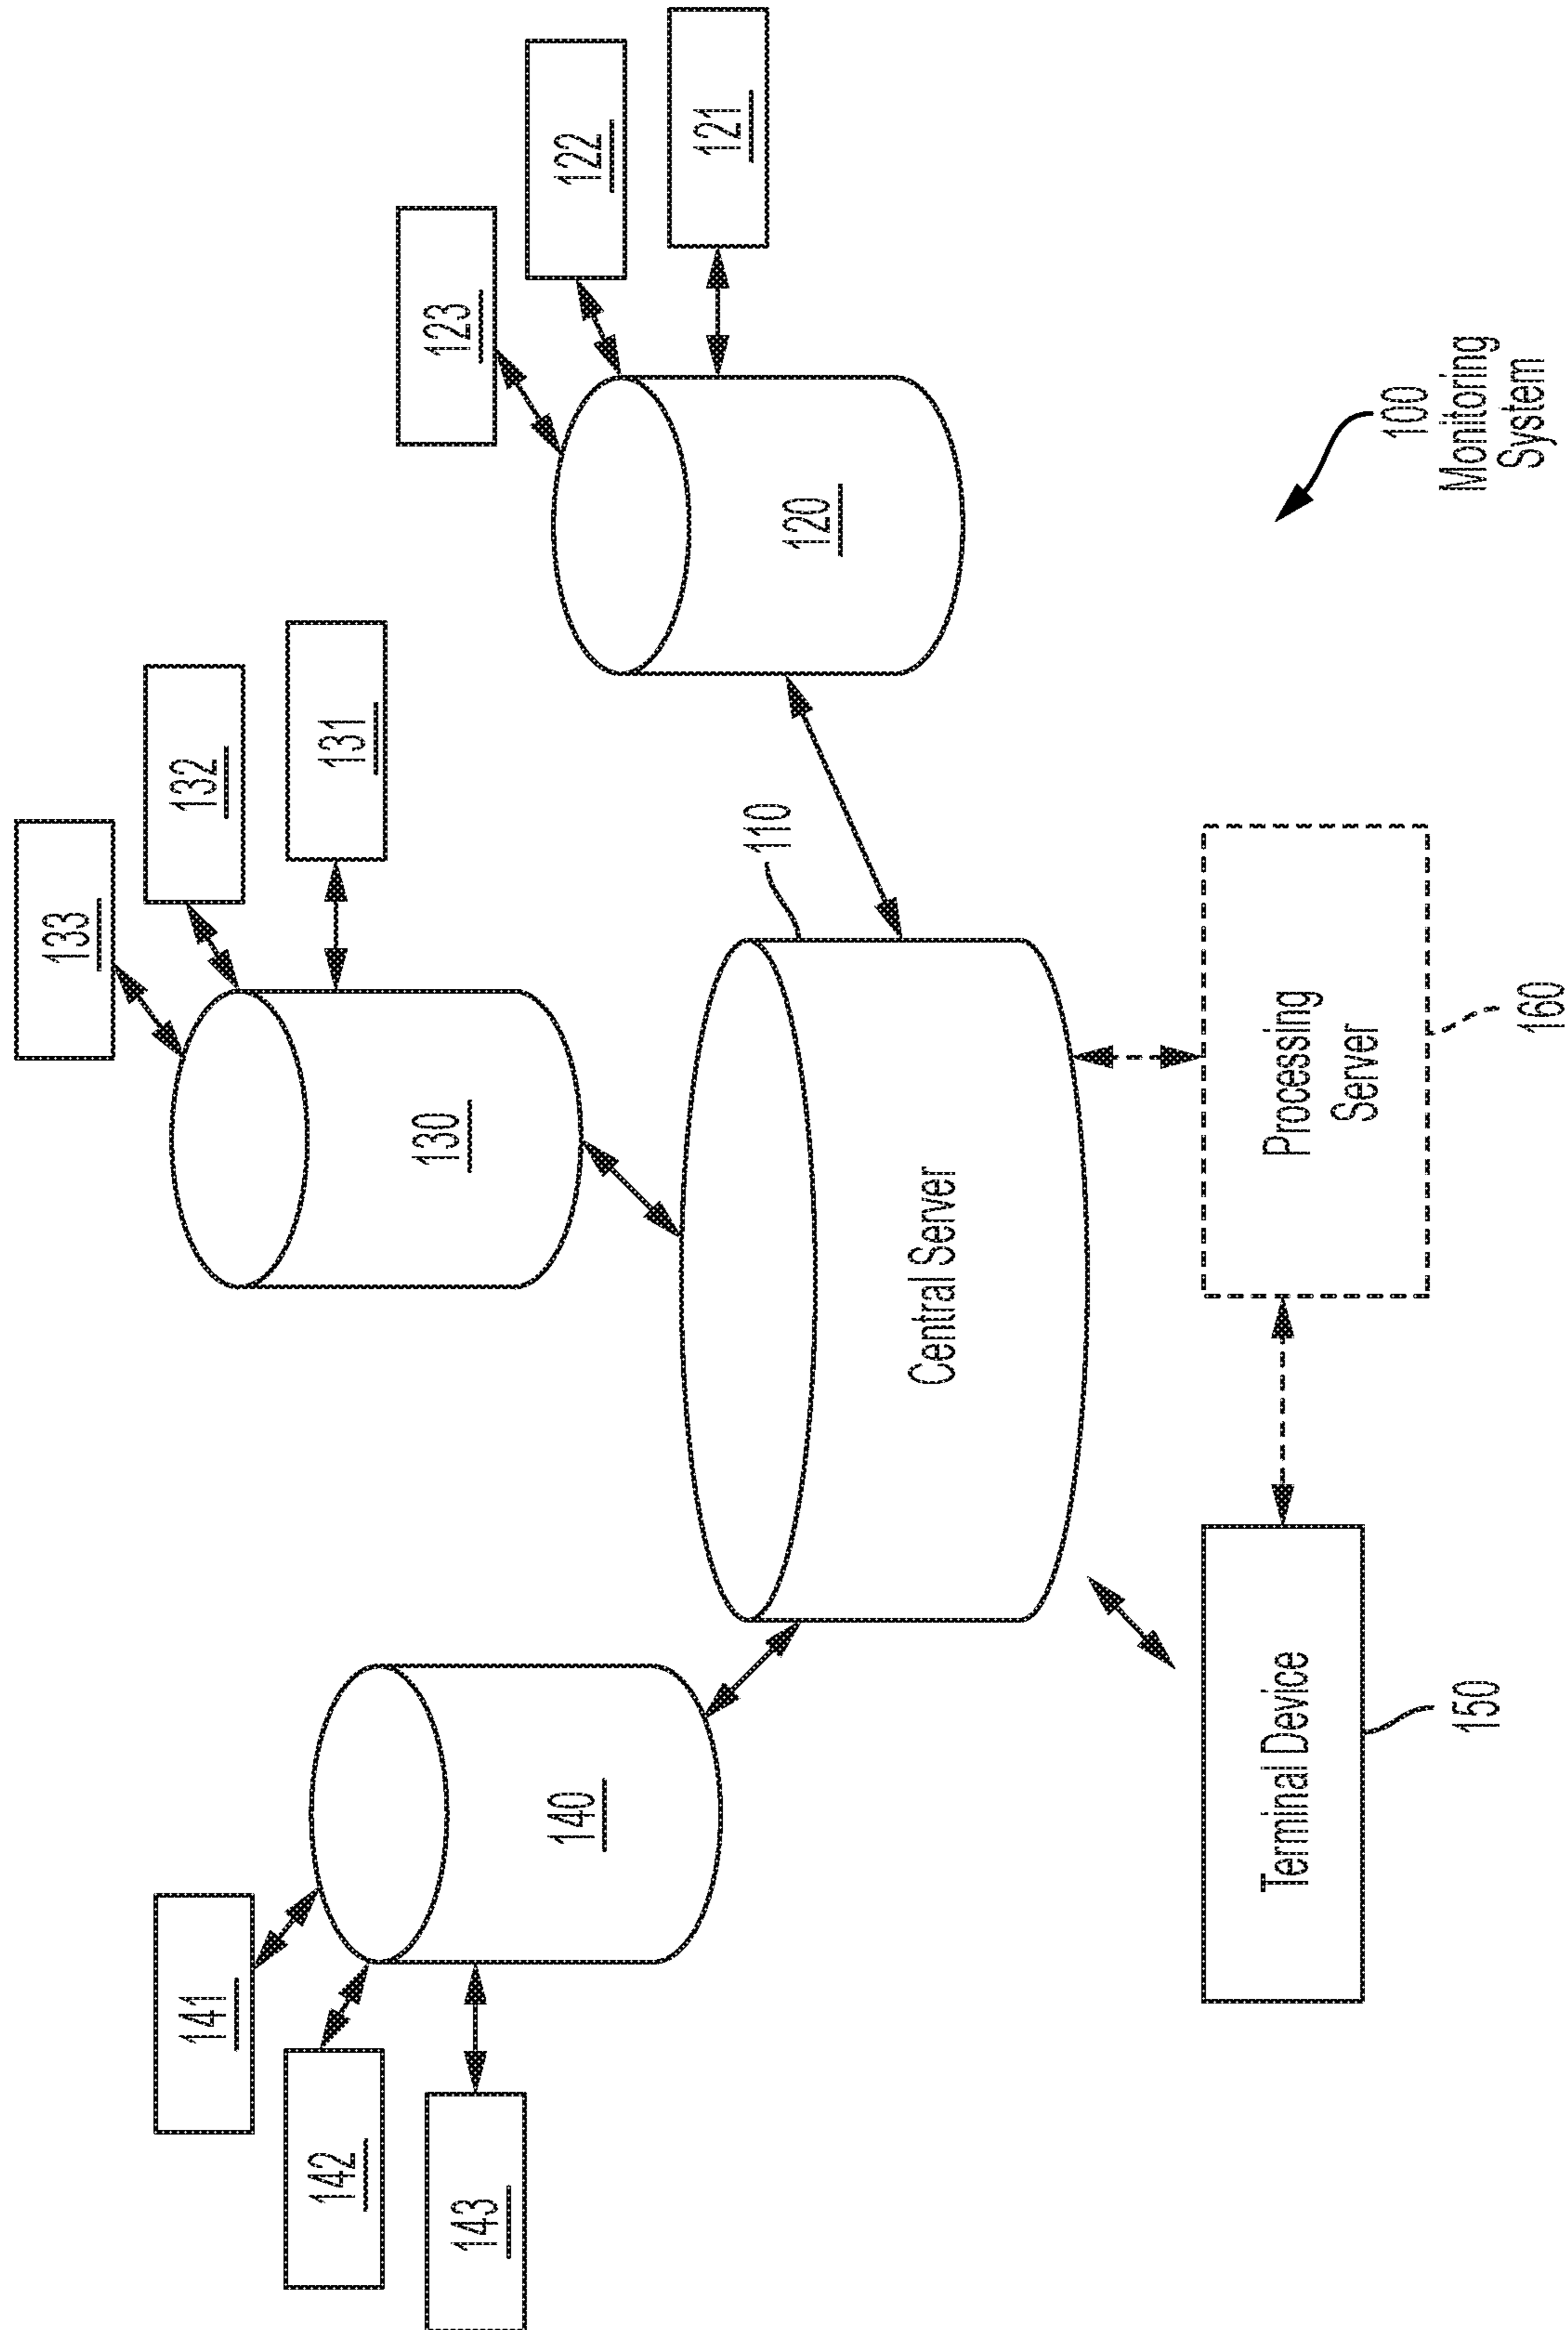 133
132
141
131
142
130
123
143
122
140
121
110
120
Central Server
Terminal Device
Processing
Server
100
Monitoring
System
150
160